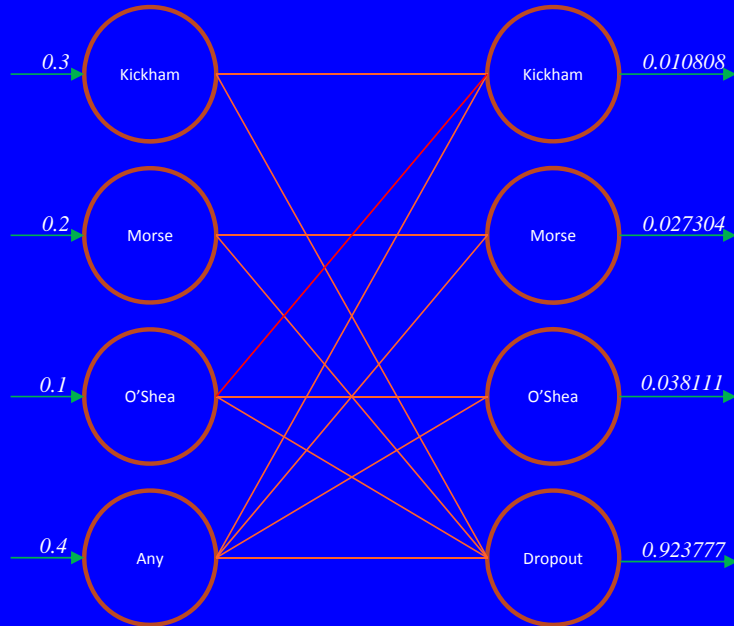 0.3
Kickham
Kickham
0.010808
0.2
Morse
Morse
0.027304
0.1
O'Shea
O'Shea
0.038111
0.4
Any
Dropout
0.923777